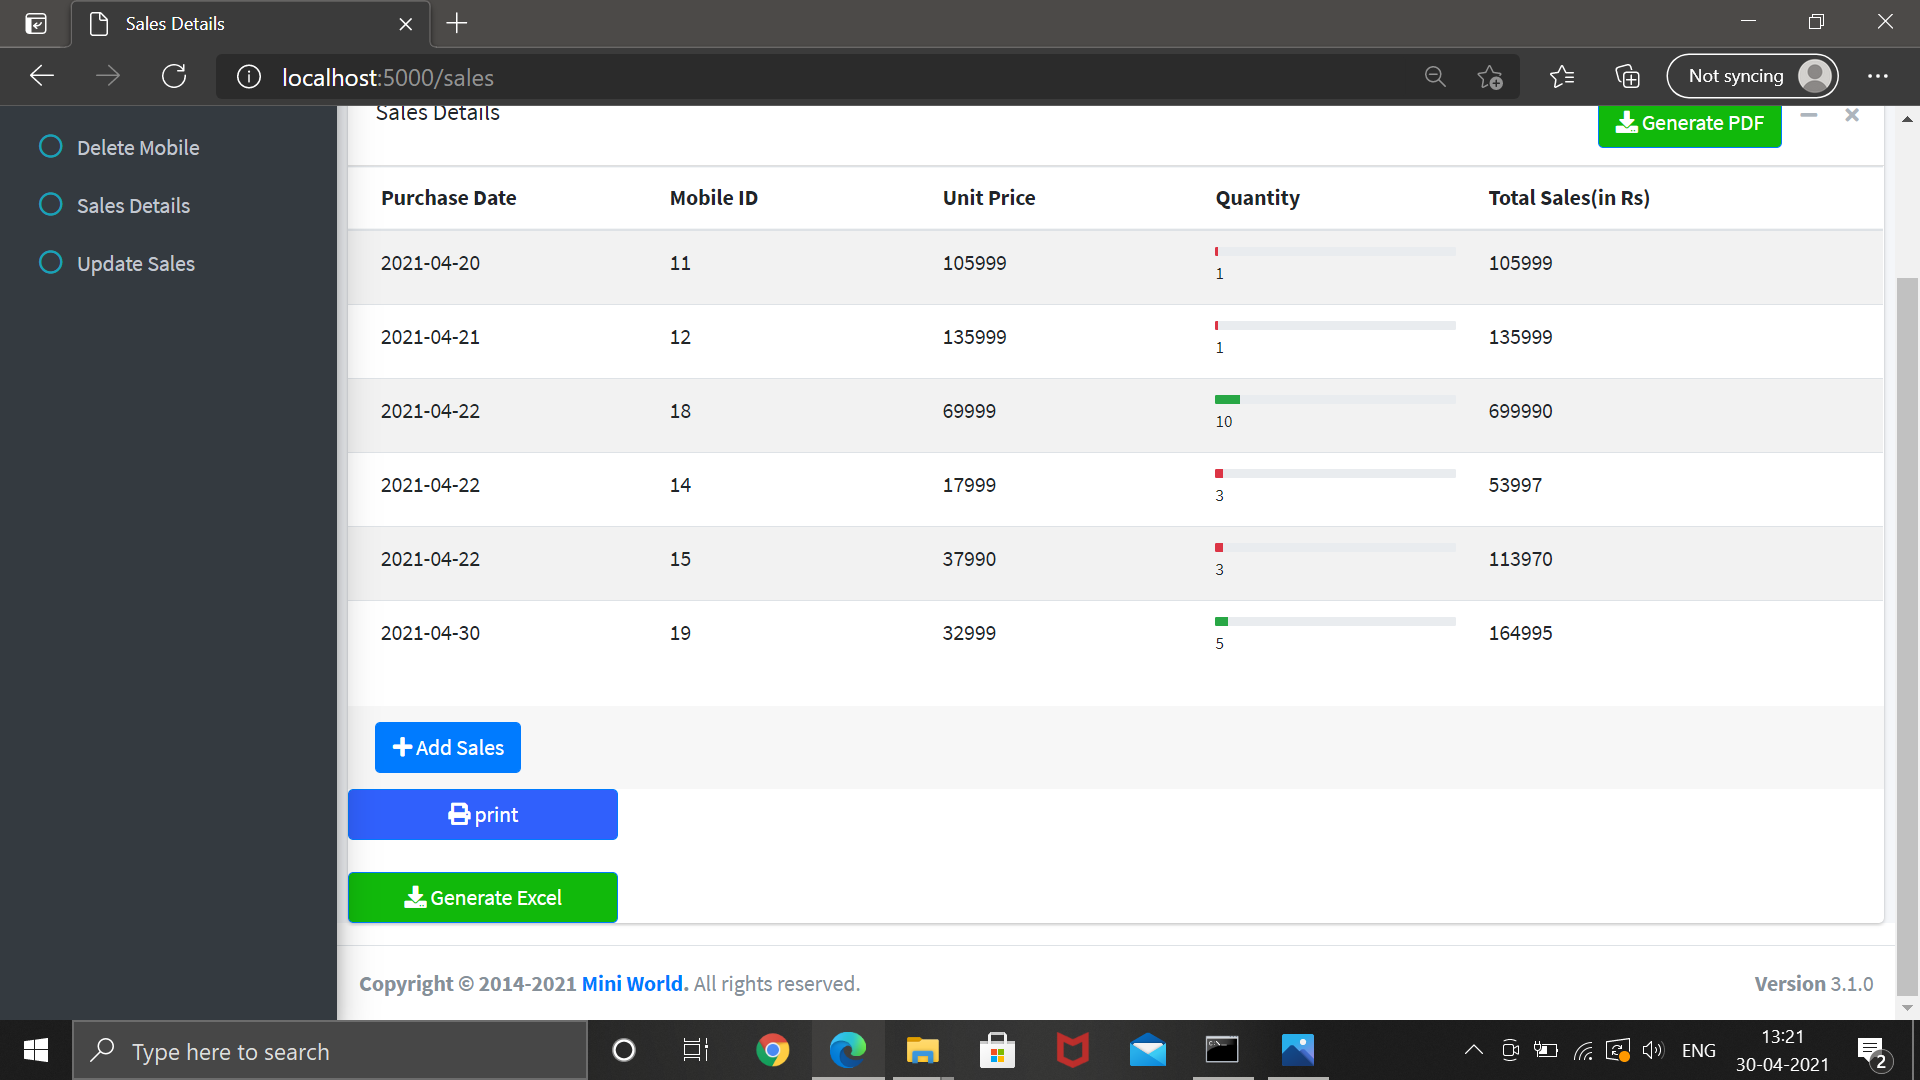 Sales Details
localhost:5000/sales
Not syncing
Delete Mobile
Sales Details
Update Sales
Sales Details
Generate PDF
Purchase Date Mobile ID Unit Price Quantity Total Sales(in Rs)
2021-04-20 11 105999 1 105999
2021-04-21 12 135999 1 135999
2021-04-22 18 69999 10 699990
2021-04-22 14 17999 3 53997
2021-04-22 15 37990 3 113970
2021-04-30 19 32999 5 164995
Add Sales
print
Generate Excel
Copyright © 2014-2021 Mini World. All rights reserved.
Version 3.1.0
Type here to search
ENG
13:21
30-04-2021
2